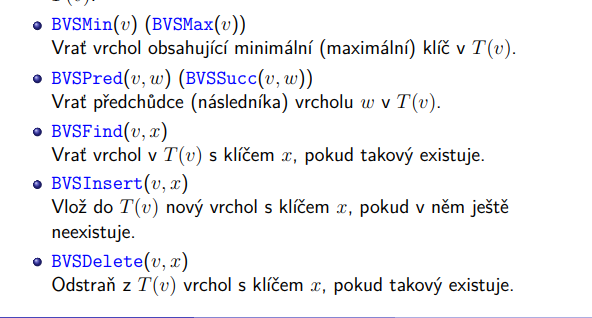 BVSMin(v) (BVSMax(v))
Vrať vrchol obsahující minimální (maximální) klíč v T(v).
BVSPred(v, w) (BVSSucc(v, w))
Vrať předchůdce (následníka) vrcholu w v T(v).
BVSFind(v, x)
Vrať vrchol v T(v) s klíčem x, pokud takový existuje.
BVSInsert(v, x)
Vlož do T(v) nový vrchol s klíčem x, pokud v něm ještě
neexistuje.
BVSDelete(v, x)
Odstraň z T(v) vrchol s klíčem x, pokud takový existuje.